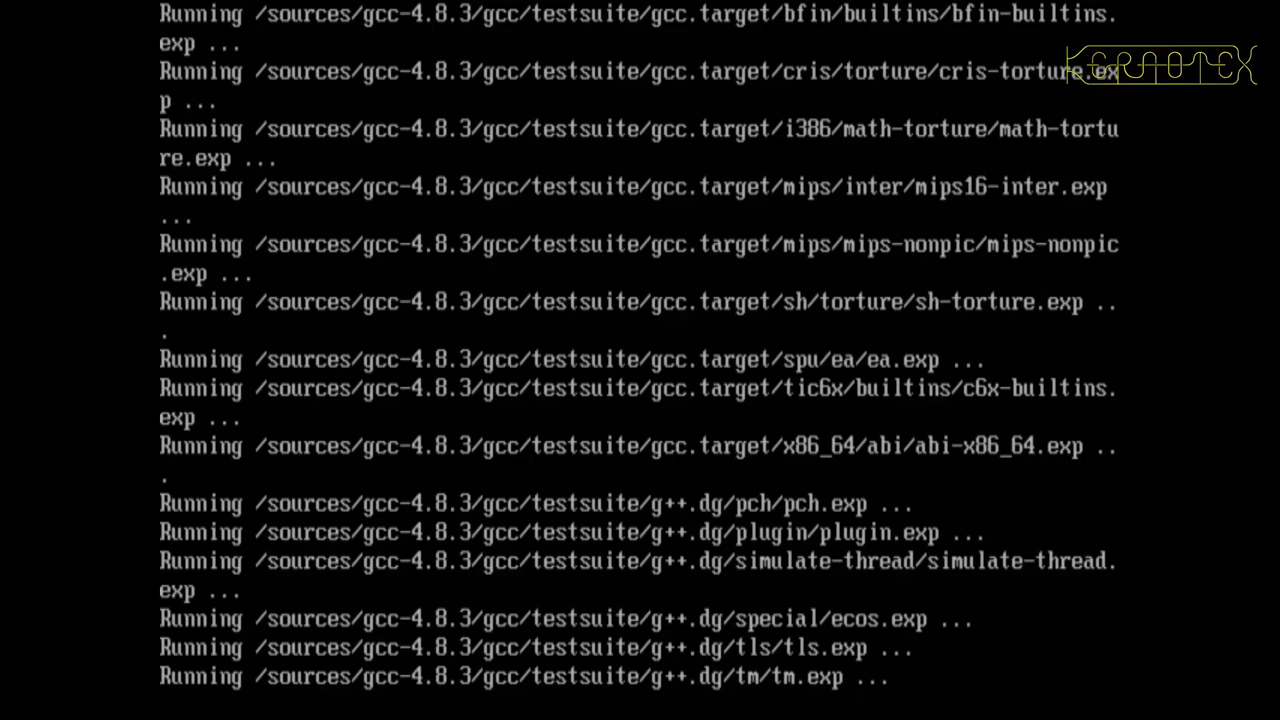 Running /sources/gcc-4.8.3/gcc/testsuite/gcc.target/bfin/builtins/bfin-builtins.
exp ...
KERNOTEX
Running /sources/gcc-4.8.3/gcc/testsuite/gcc.target/cris/torture/cris-torture.ex
p ...
Running /sources/gcc-4.8.3/gcc/testsuite/gcc.target/i386/math-torture/math-tortu
re.exp ...
Running /sources/gcc-4.8.3/gcc/testsuite/gcc.target/mips/inter/mips16-inter.exp
...
Running /sources/gcc-4.8.3/gcc/testsuite/gcc.target/mips/mips-nonpic/mips-nonpic
.exp ...
Running /sources/gcc-4.8.3/gcc/testsuite/gcc.target/sh/torture/sh-torture.exp ..
.
Running /sources/gcc-4.8.3/gcc/testsuite/gcc.target/spu/ea/ea.exp ...
Running /sources/gcc-4.8.3/gcc/testsuite/gcc.target/tic6x/builtins/c6x-builtins.
exp ...
Running /sources/gcc-4.8.3/gcc/testsuite/gcc.target/x86_64/abi/abi-x86_64.exp ..
.
Running /sources/gcc-4.8.3/gcc/testsuite/g++.dg/pch/pch.exp ...
Running /sources/gcc-4.8.3/gcc/testsuite/g++.dg/plugin/plugin.exp ...
Running /sources/gcc-4.8.3/gcc/testsuite/g++.dg/simulate-thread/simulate-thread.
exp ...
Running /sources/gcc-4.8.3/gcc/testsuite/g++.dg/special/ecos.exp ...
Running /sources/gcc-4.8.3/gcc/testsuite/g++.dg/tls/tls.exp ...
Running /sources/gcc-4.8.3/gcc/testsuite/g++.dg/tm/tm.exp ...